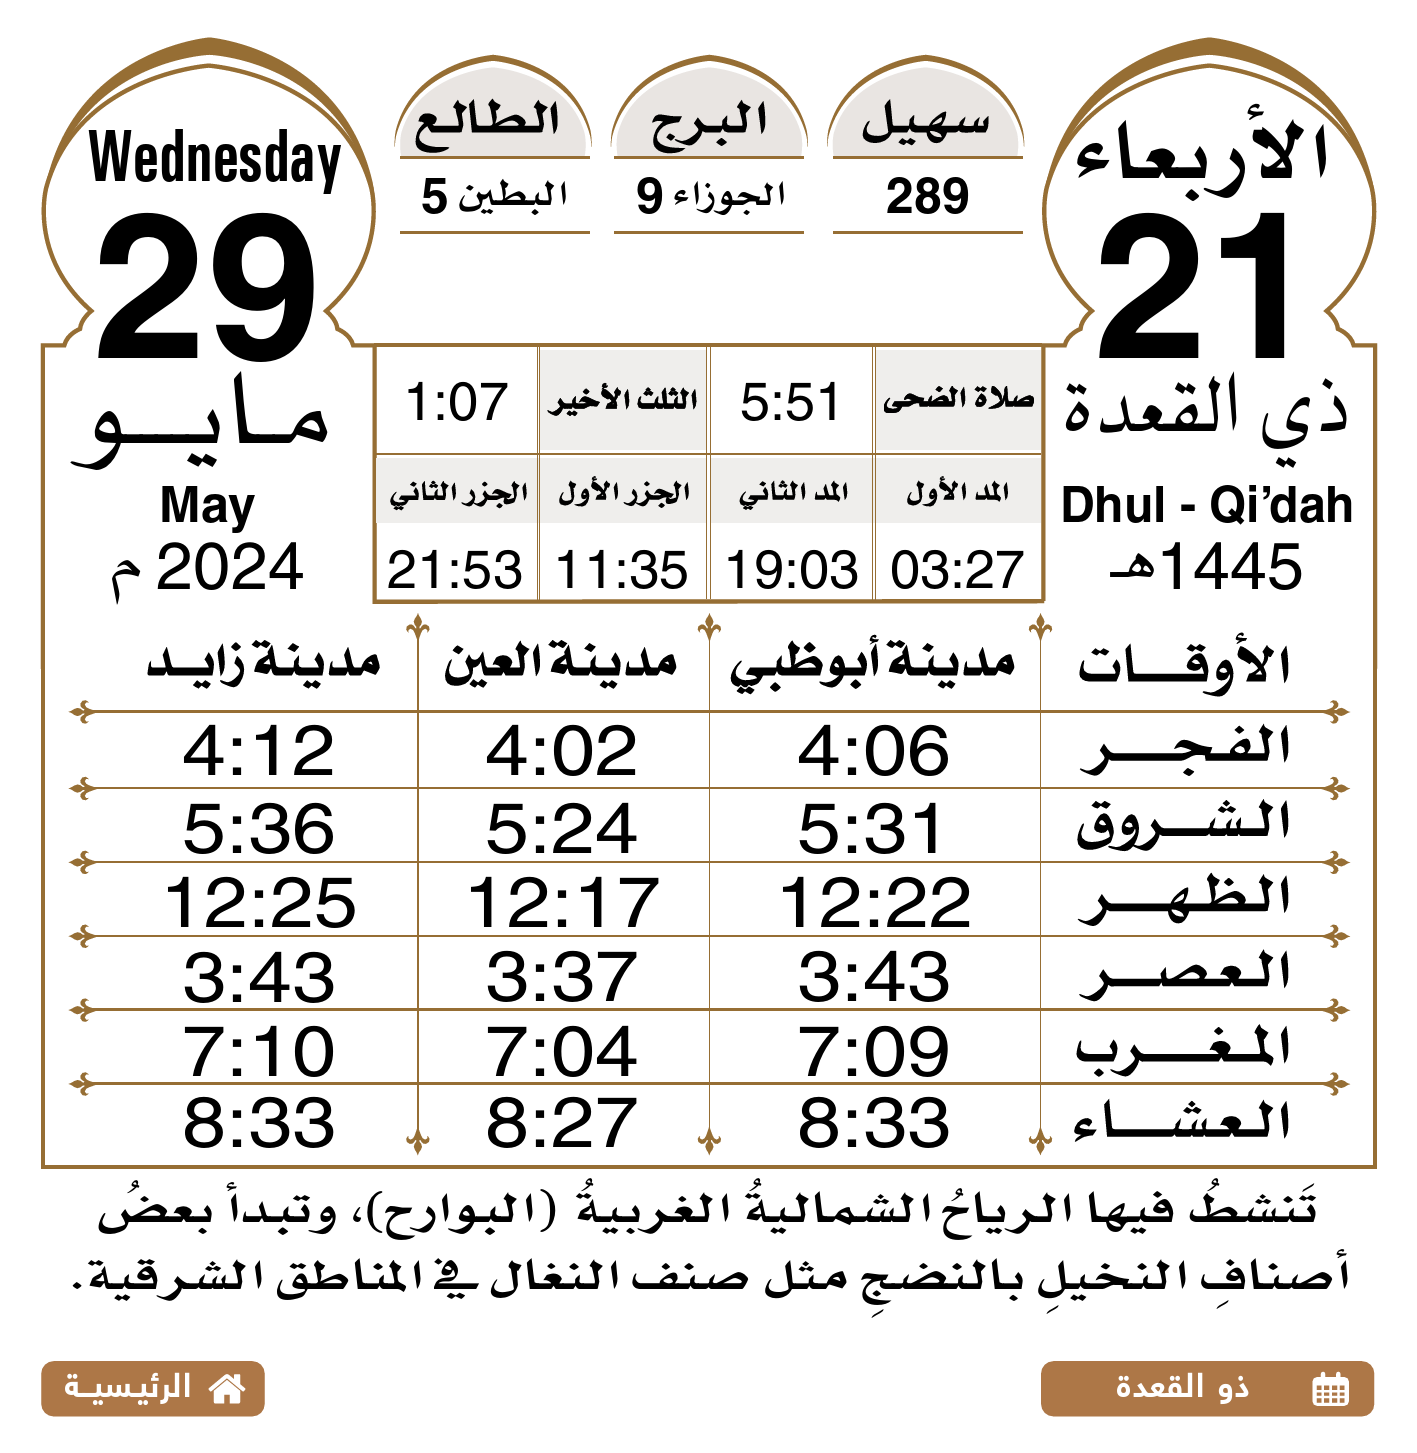 الأربعاء
21
ذي القعدة
Dhul - Qi’dah
1445هـ
سهيل
289
البرج
الجوزاء 9
الطالع
البطين 5
Wednesday
29
مايو
May
2024 م
صلاة الضحى 5:51 الثلث الأخير 1:07
المد الأول المد الثاني الجزر الأول الجزر الثاني
03:27 19:03 11:35 21:53
الأوقات مدينة أبوظبي مدينة العين مدينة زايد
الفجر 4:06 4:02 4:12
الشروق 5:31 5:24 5:36
الظهر 12:22 12:17 12:25
العصر 3:43 3:37 3:43
المغرب 7:09 7:04 7:10
العشاء 8:33 8:27 8:33
تَنشطُ فيها الرياحُ الشماليةُ الغربيةُ (البوارح)، وتبدأ بعضُ
أصنافِ النخيلِ بالنضجِ مثل صنف النغال في المناطق الشرقية.
ذو القعدة
الرئيسية